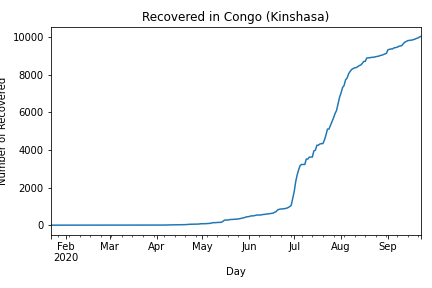 Recovered in Congo (Kinshasa)
Number of Recovered
10000
8000
6000
4000
2000
0
Feb Mar Apr May Jun Jul Aug Sep
2020
Day